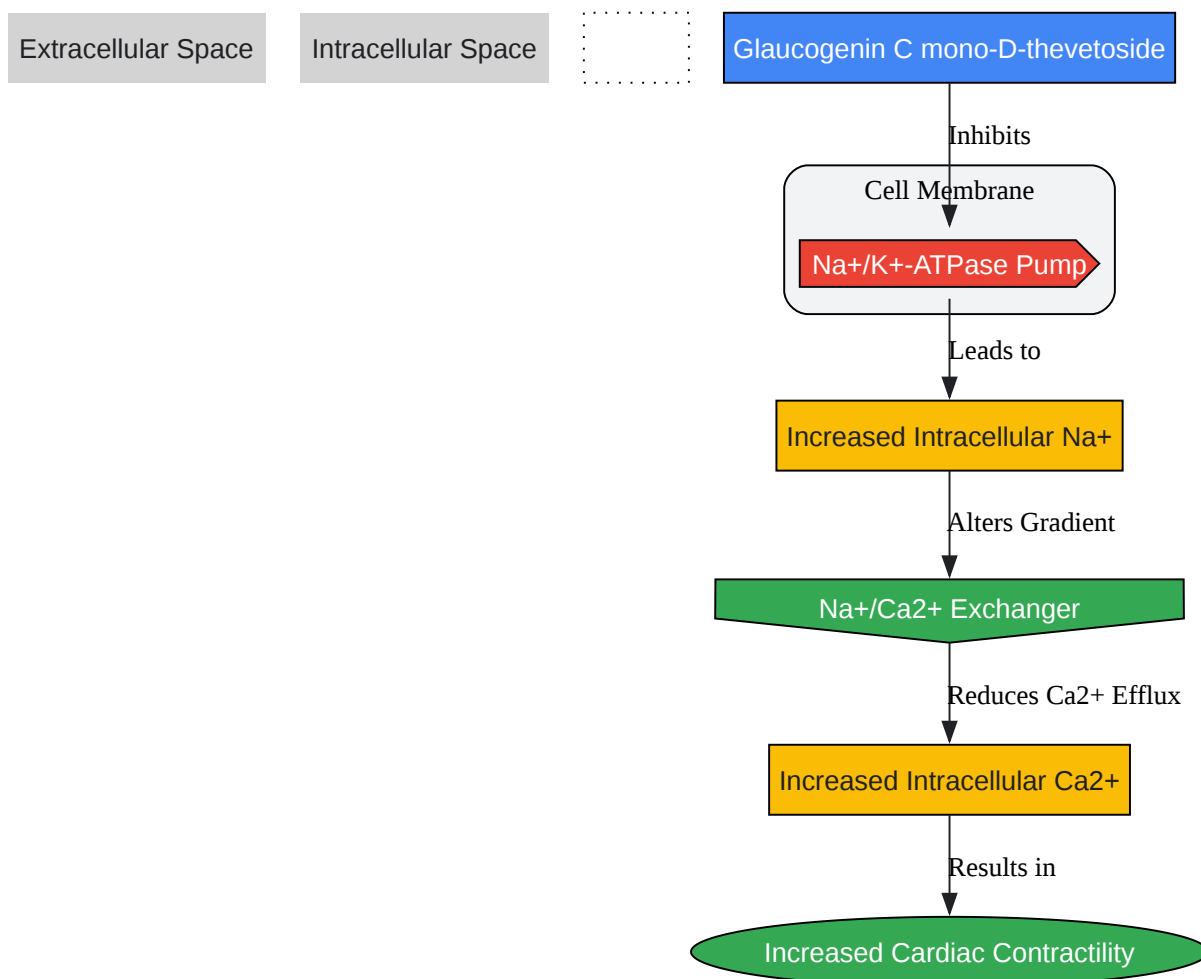 Extracellular Space
Intracellular Space
Glaucogenin C mono-D-thevetoside
Inhibits
Cell Membrane
Na+/K+-ATPase Pump
Leads to
Increased Intracellular Na+
Alters Gradient
Na+/Ca2+ Exchanger
Reduces Ca2+ Efflux
Increased Intracellular Ca2+
Results in
Increased Cardiac Contractility